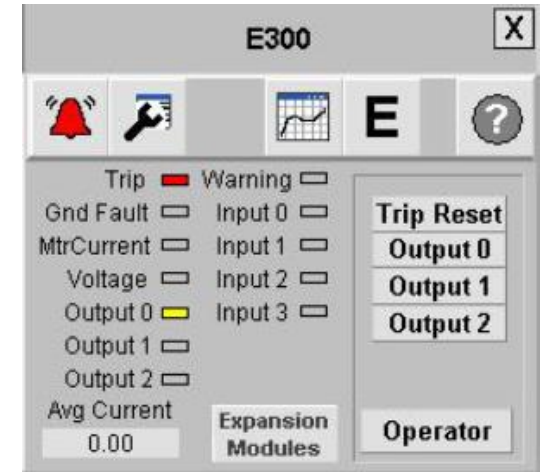 E300
X
E
?
Trip
Warning
Gnd Fault
Input 0
Trip Reset
MtrCurrent
Input 1
Output 0
Voltage
Input 2
Output 1
Output 0
Input 3
Output 2
Output 1
Output 2
Avg Current
0.00
Expansion
Modules
Operator